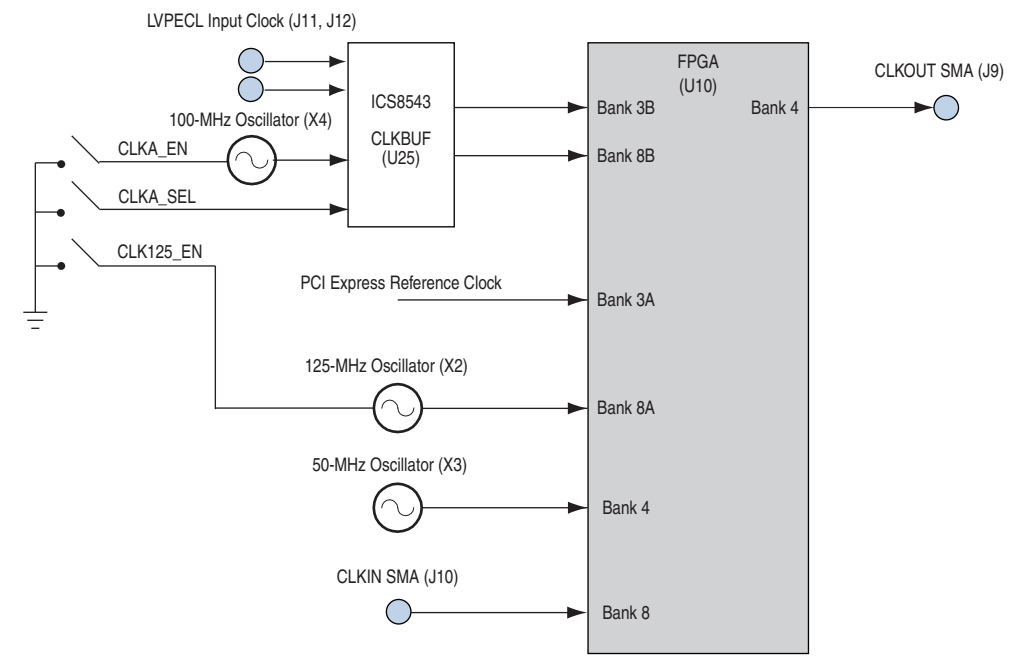 LVPECL Input Clock (J11, J12)
FPGA
(U10)
CLKOUT SMA (J9)
ICS8543
CLKBUF
(U25)
Bank 3B
Bank 4
100-MHz Oscillator (X4)
CLKA_EN
Bank 8B
CLKA_SEL
CLK125_EN
PCI Express Reference Clock
Bank 3A
125-MHz Oscillator (X2)
Bank 8A
50-MHz Oscillator (X3)
Bank 4
CLKIN SMA (J10)
Bank 8